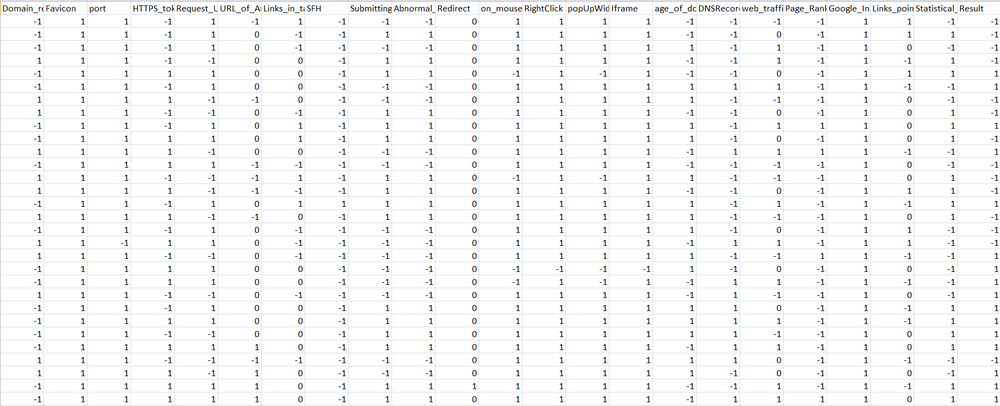 Domain_re Favicon port HTTPS_tok Request_U URL_of_A Links_in_ta SFH Submitting Abnormal_ Redirect on_mouse RightClick popUpWid Iframe age_of_do DNSRecor web_traffi Page_Rank Google_In Links_poin Statistical_ Result
-1 1 1 -1 1 -1 1 -1 -1 -1 0 1 1 1 1 -1 -1 -1 -1 1 1 -1 -1
-1 1 1 -1 1 0 -1 -1 1 1 0 1 1 1 1 -1 -1 0 -1 1 1 1 -1
-1 1 1 -1 1 0 -1 -1 -1 -1 0 1 1 1 1 1 -1 1 -1 1 0 -1 -1
1 1 1 -1 -1 0 0 -1 1 1 0 1 1 1 1 -1 -1 1 -1 1 -1 1 -1
-1 1 1 1 1 0 0 -1 1 1 0 -1 1 -1 1 -1 -1 0 -1 1 1 1 1
-1 1 1 -1 1 0 0 -1 -1 -1 0 1 1 1 1 1 1 1 -1 1 -1 -1 1
1 1 1 1 -1 -1 0 -1 -1 -1 0 1 1 1 1 1 -1 -1 -1 1 0 -1 -1
1 1 1 -1 -1 0 -1 -1 1 1 0 1 1 1 1 -1 -1 0 -1 1 0 1 -1
-1 1 1 -1 1 0 1 -1 1 1 0 1 1 1 1 1 -1 1 1 1 0 1 1
-1 1 1 1 1 0 1 -1 1 1 0 1 1 1 1 1 -1 0 -1 1 0 1 -1
1 1 1 1 -1 0 0 -1 -1 -1 0 1 1 1 1 -1 1 1 1 1 -1 -1 1
-1 1 1 1 1 -1 -1 -1 1 1 0 1 1 1 1 -1 -1 -1 -1 1 0 -1 -1
1 1 1 -1 -1 -1 1 -1 1 1 0 -1 1 -1 1 1 -1 -1 -1 1 0 1 -1
1 1 1 1 -1 -1 -1 -1 1 1 0 1 1 1 1 -1 -1 0 -1 1 1 1 -1
-1 1 1 -1 1 0 1 1 1 1 0 1 1 1 1 1 -1 1 -1 1 -1 1 1
1 1 1 1 -1 -1 0 -1 1 1 0 1 1 1 1 1 -1 -1 -1 1 0 1 -1
-1 1 1 -1 1 0 -1 -1 -1 -1 0 1 1 1 1 1 -1 0 -1 1 1 -1 -1
1 1 -1 1 1 0 -1 -1 -1 -1 0 1 1 1 1 -1 1 1 -1 1 1 -1 -1
1 1 1 -1 -1 0 -1 -1 -1 -1 0 1 1 1 1 1 1 -1 1 1 -1 -1 1
-1 1 1 1 1 0 0 -1 -1 -1 0 -1 -1 -1 -1 1 -1 0 -1 1 0 -1 1
-1 1 1 1 1 0 0 -1 -1 -1 0 -1 1 -1 1 -1 1 1 -1 1 -1 -1 1
1 1 1 -1 -1 0 -1 -1 -1 -1 0 1 1 1 1 -1 1 -1 -1 1 0 -1 1
-1 1 1 -1 1 0 0 -1 1 1 0 1 1 1 1 1 1 0 -1 1 -1 1 1
-1 1 1 1 1 0 0 -1 1 1 0 1 1 1 1 1 1 1 -1 1 -1 1 1
-1 1 1 -1 -1 0 0 -1 1 1 0 1 1 1 1 1 1 -1 -1 1 0 1 1
-1 1 1 1 1 1 0 -1 1 1 0 1 1 1 1 -1 1 1 -1 1 0 1 1
1 1 1 -1 -1 -1 -1 -1 -1 -1 0 1 1 1 1 1 1 0 -1 1 -1 -1 -1
1 1 1 1 -1 1 0 -1 -1 -1 0 1 1 1 1 1 -1 0 -1 1 0 -1 1
-1 1 1 1 1 1 0 -1 1 1 1 1 1 1 1 -1 -1 1 -1 1 -1 1 1
-1 1 1 1 1 1 0 -1 1 1 0 1 1 1 1 -1 1 1 1 1 0 1 1